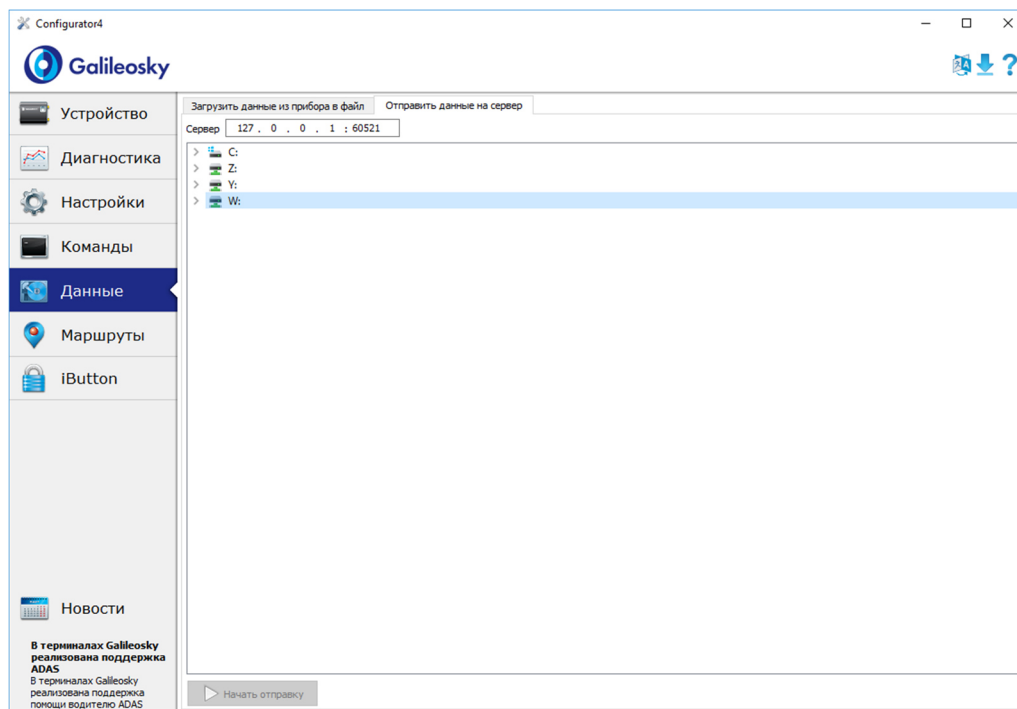 Configurator4
Galileosky
Устройство
Диагностика
Настройки
Команды
Данные
Маршруты
iButton
Новости
В терминалах Galileosky
реализована поддержка
ADAS
В терминалах Galileosky
реализована поддержка
помощи водителю ADAS
Загрузить данные из прибора в файл
Отправить данные на сервер
Сервер 127 . 0 . 0 . 1 : 60521
C:
Z:
Y:
W:
Начать отправку